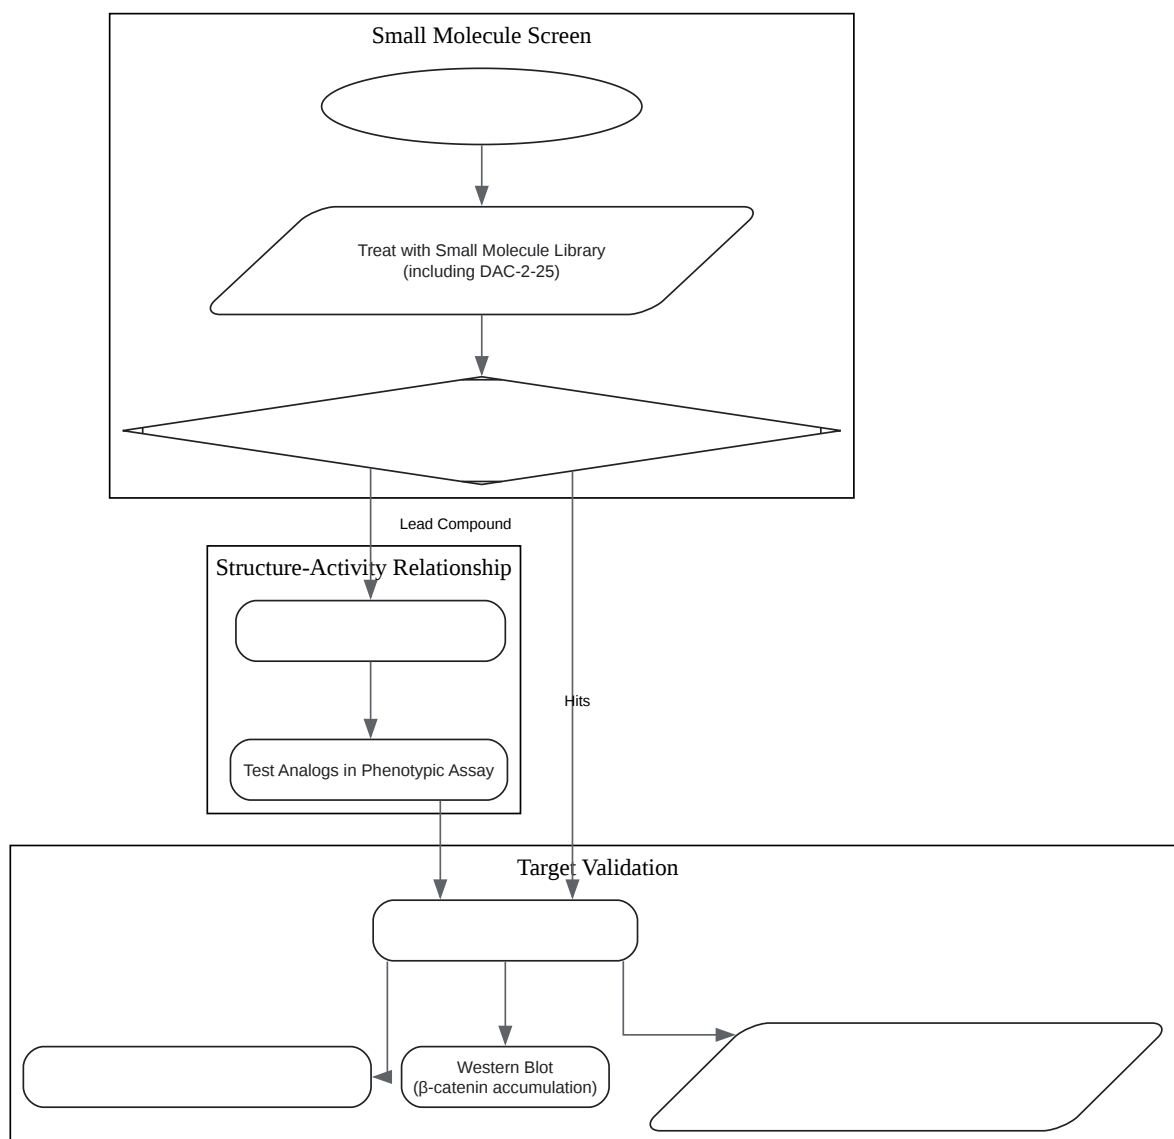 Small Molecule Screen
Treat with Small Molecule Library
(including DAC-2-25)
Lead Compound
Structure-Activity Relationship
Hits
Test Analogs in Phenotypic Assay
Target Validation
Western Blot
(β-catenin accumulation)